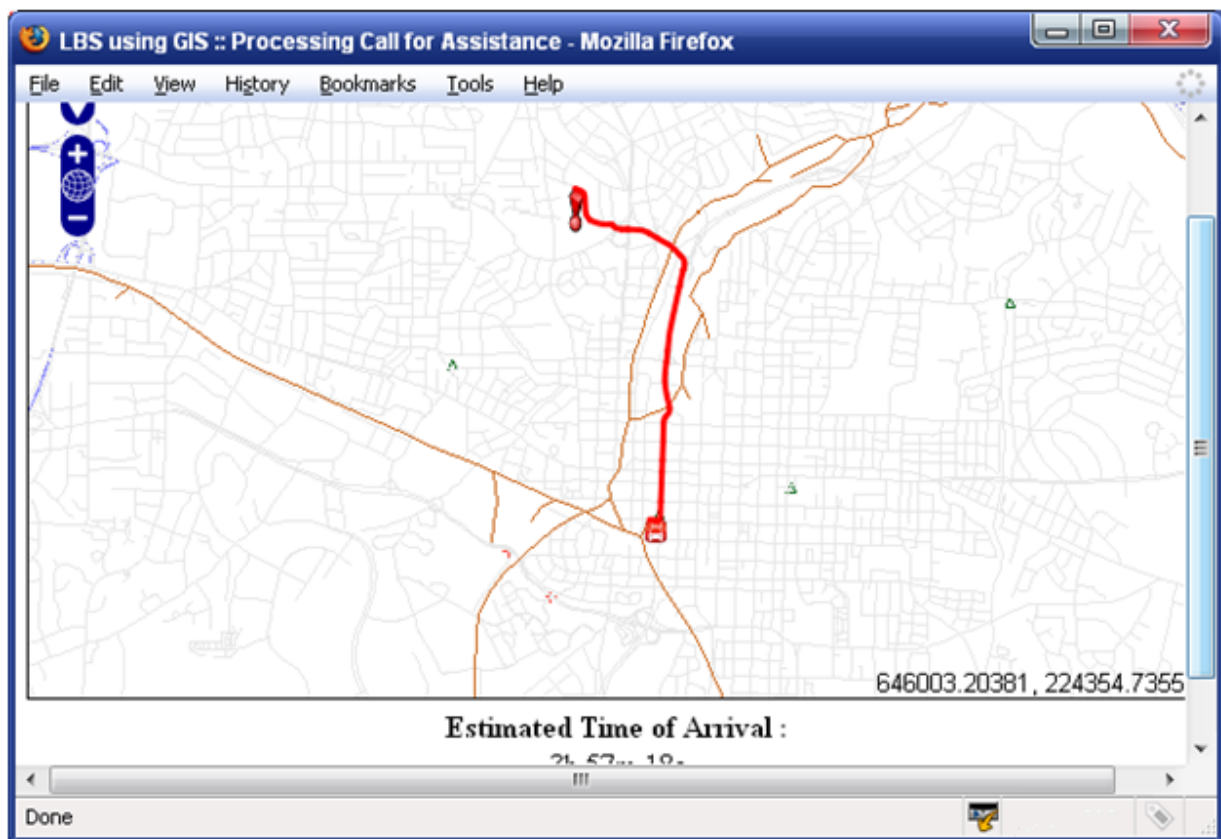 LBS using GIS :: Processing Call for Assistance - Mozilla Firefox
File Edit View History Bookmarks Tools Help
646003.20381, 224354.7355
Estimated Time of Arrival :
Done